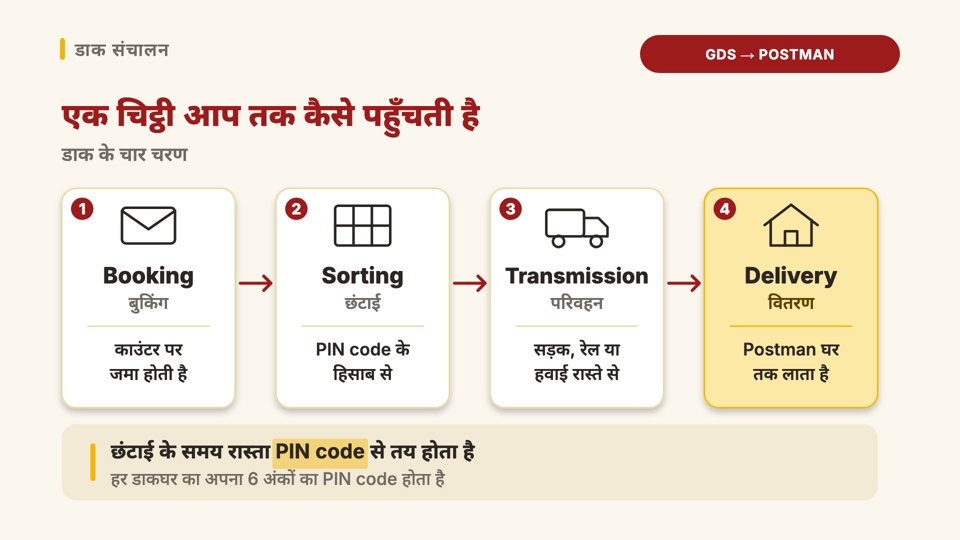 डाक संचालन
GDS → POSTMAN
एक चिट्ठी आप तक कैसे पहुँचती है
डाक के चार चरण
1
Booking
बुकिंग
काउंटर पर
जमा होती है
2
Sorting
छंटाई
PIN code के
हिसाब से
3
Transmission
परिवहन
सड़क, रेल या
हवाई रास्ते से
4
Delivery
वितरण
Postman घर
तक लाता है
छंटाई के समय रास्ता PIN code से तय होता है
हर डाकघर का अपना 6 अंकों का PIN code होता है